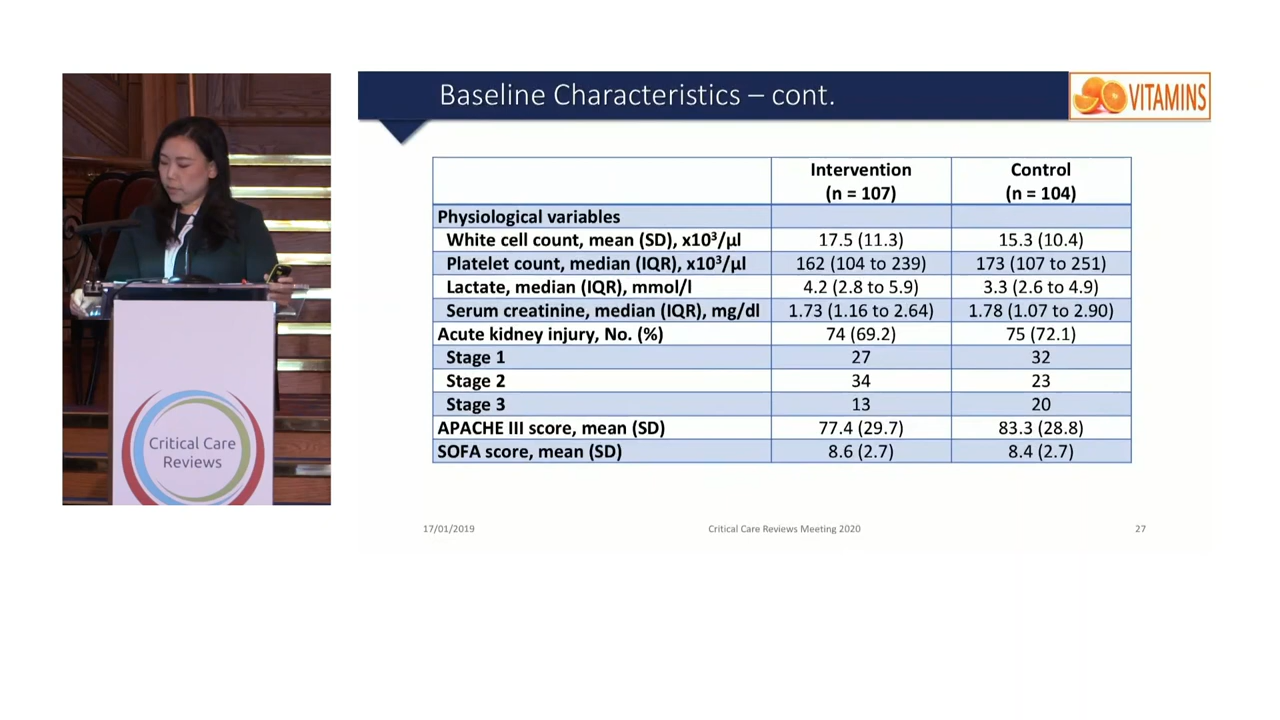 Baseline Characteristics – cont.
VITAMINS
Intervention (n = 107) Control (n = 104)
Physiological variables
White cell count, mean (SD), x10³/µl 17.5 (11.3) 15.3 (10.4)
Platelet count, median (IQR), x10³/µl 162 (104 to 239) 173 (107 to 251)
Lactate, median (IQR), mmol/l 4.2 (2.8 to 5.9) 3.3 (2.6 to 4.9)
Serum creatinine, median (IQR), mg/dl 1.73 (1.16 to 2.64) 1.78 (1.07 to 2.90)
Acute kidney injury, No. (%) 74 (69.2) 75 (72.1)
Stage 1 27 32
Stage 2 34 23
Stage 3 13 20
APACHE III score, mean (SD) 77.4 (29.7) 83.3 (28.8)
SOFA score, mean (SD) 8.6 (2.7) 8.4 (2.7)
17/01/2019 Critical Care Reviews Meeting 2020 27
Critical Care
Reviews